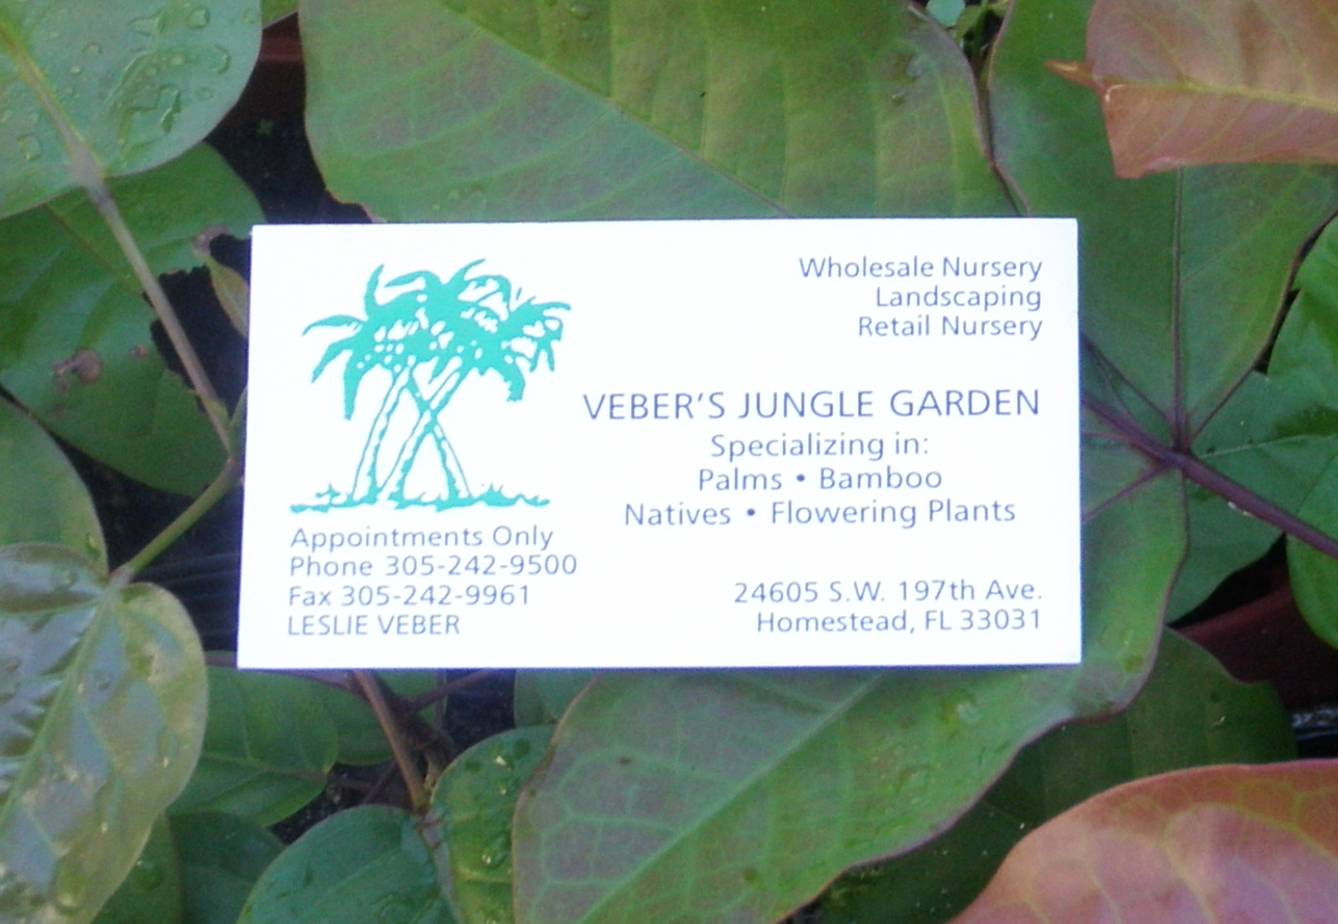 Wholesale Nursery
Landscaping
Retail Nursery
VEBER'S JUNGLE GARDEN
Specializing in:
Palms • Bamboo
Natives • Flowering Plants
Appointments Only
Phone 305-242-9500
Fax 305-242-9961
LESLIE VEBER
24605 S.W. 197th Ave.
Homestead, FL 33031